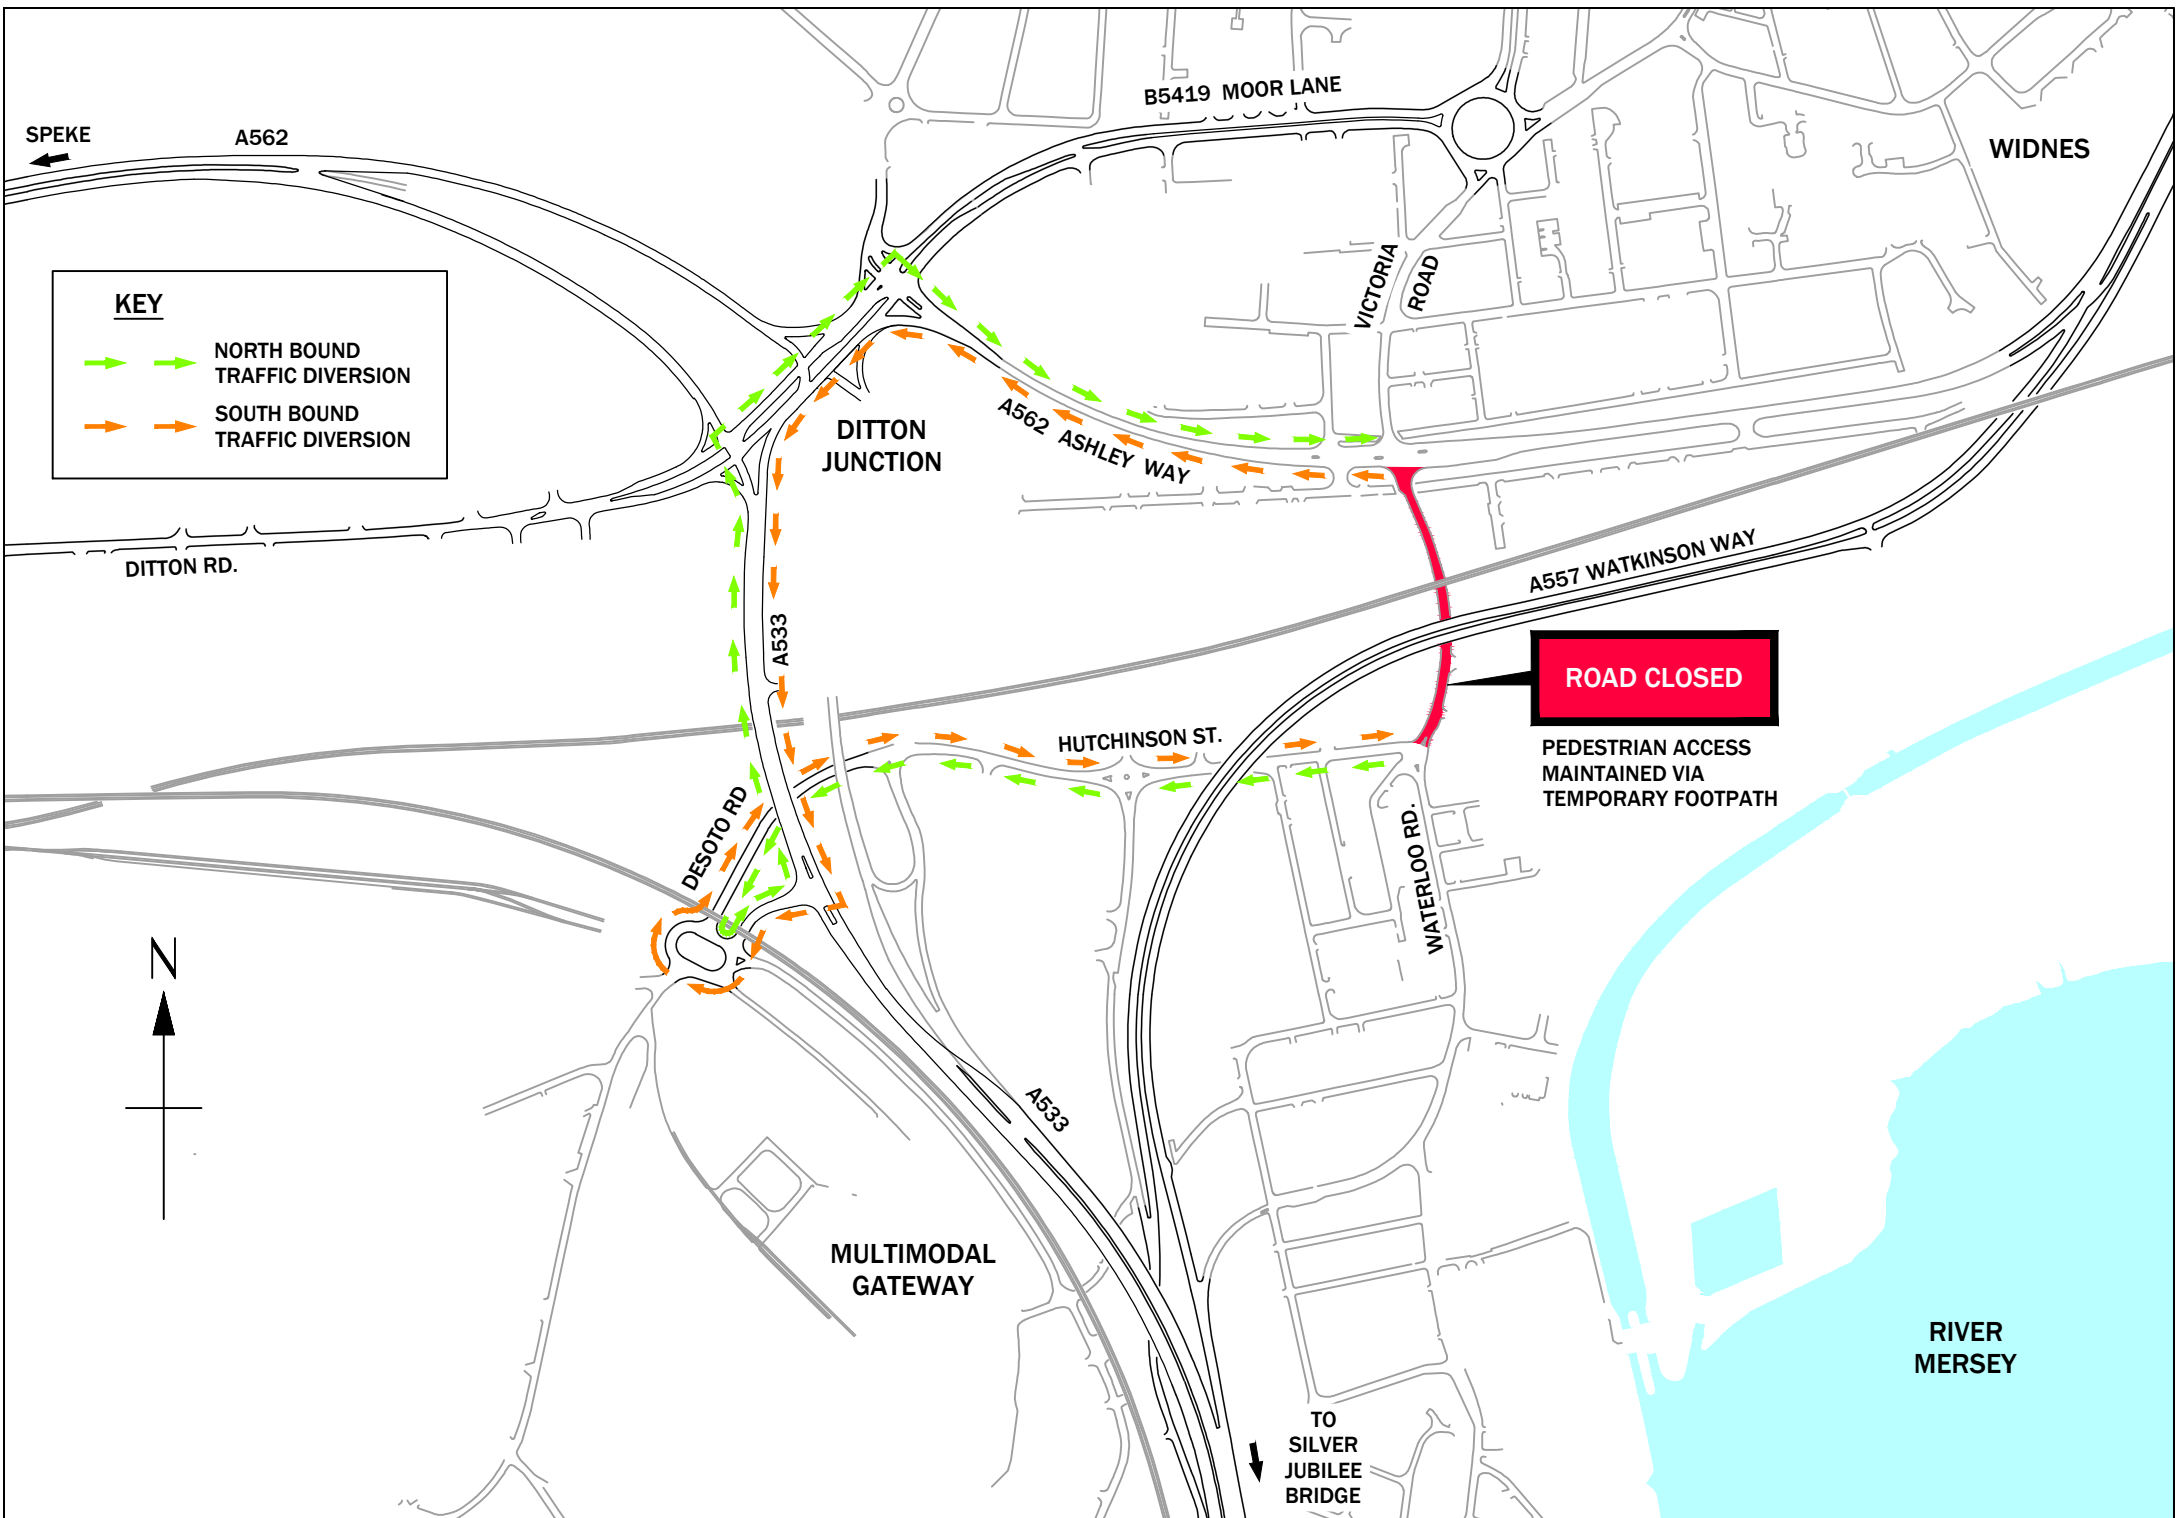 B5419 MOOR LANE
SPEKE
A562
WIDNES
KEY
NORTH BOUND
TRAFFIC DIVERSION
SOUTH BOUND
TRAFFIC DIVERSION
VICTORIA
ROAD
DITTON
JUNCTION
A562 ASHLEY WAY
DITTON RD.
A557 WATKINSON WAY
A533
ROAD CLOSED
HUTCHINSON ST.
PEDESTRIAN ACCESS
MAINTAINED VIA
TEMPORARY FOOTPATH
DESOTO RD
WATERLOO RD.
N
A533
MULTIMODAL
GATEWAY
RIVER
MERSEY
TO
SILVER
JUBILEE
BRIDGE